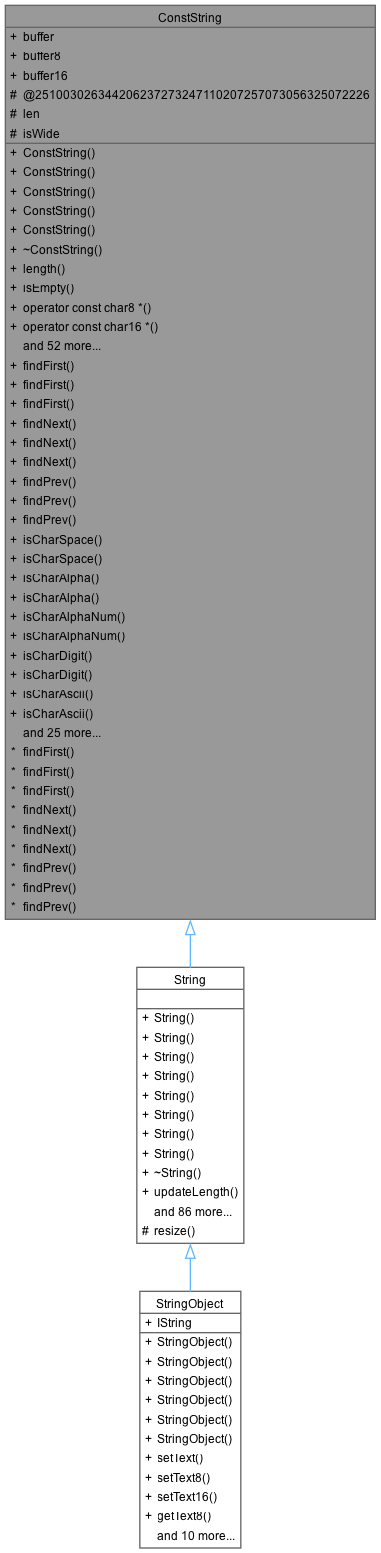 ConstString
+ buffer
+ buffer8
+ buffer16
# @251003026344206237273247110207257073056325072226
# len
# isWide
+ ConstString()
+ ConstString()
+ ConstString()
+ ConstString()
+ ConstString()
+ ~ConstString()
+ length()
+ isEmpty()
+ operator const char8 *()
+ operator const char16 *()
and 52 more...
+ findFirst()
+ findFirst()
+ findFirst()
+ findNext()
+ findNext()
+ findNext()
+ findPrev()
+ findPrev()
+ findPrev()
+ isCharSpace()
+ isCharSpace()
+ isCharAlpha()
+ isCharAlpha()
+ isCharAlphaNum()
+ isCharAlphaNum()
+ isCharDigit()
+ isCharDigit()
+ isCharAscii()
+ isCharAscii()
and 25 more...
* findFirst()
* findFirst()
* findFirst()
* findNext()
* findNext()
* findNext()
* findPrev()
* findPrev()
* findPrev()
String
+ String()
+ String()
+ String()
+ String()
+ String()
+ String()
+ String()
+ String()
+ ~String()
+ updateLength()
and 86 more...
# resize()
StringObject
+ IString
+ StringObject()
+ StringObject()
+ StringObject()
+ StringObject()
+ StringObject()
+ StringObject()
+ setText()
+ setText8()
+ setText16()
+ getText8()
and 10 more...